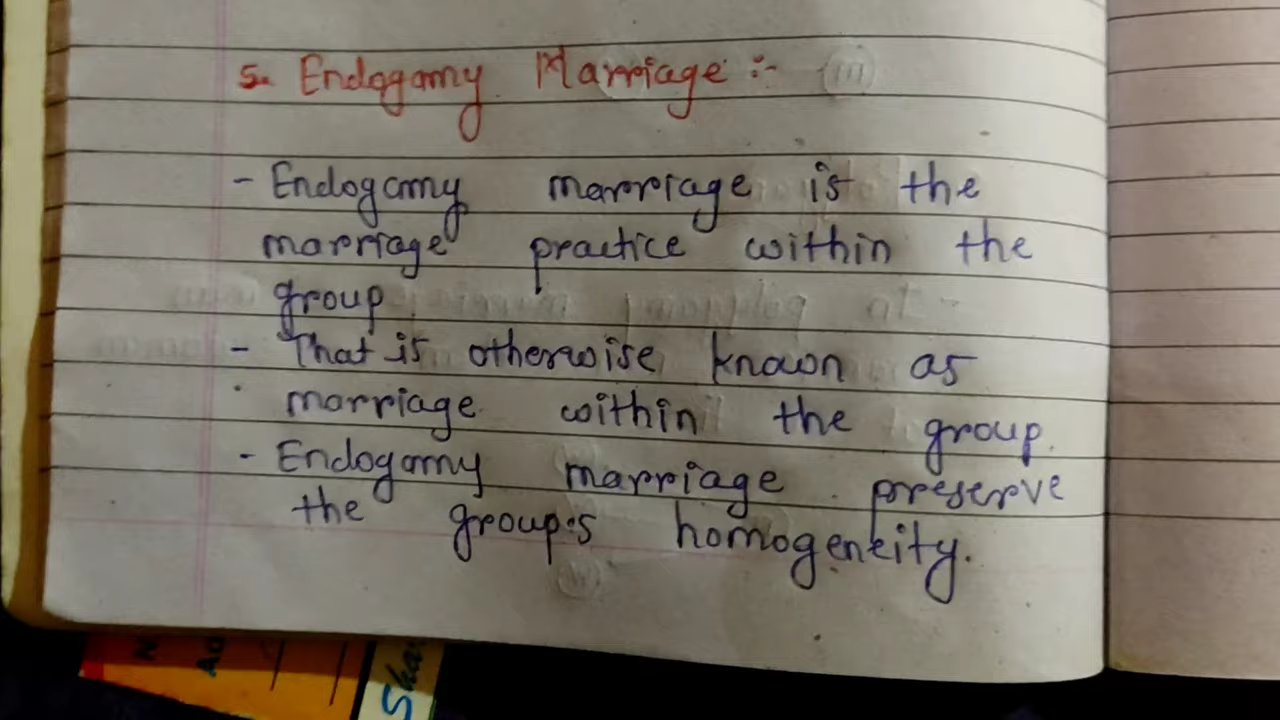 5. Endogamy Marriage :-
- Endogamy marriage is the
marriage practice within the
group.
- That is otherwise known as
marriage within the group.
- Endogamy marriage preserve
the group's homogeneity.
Sha